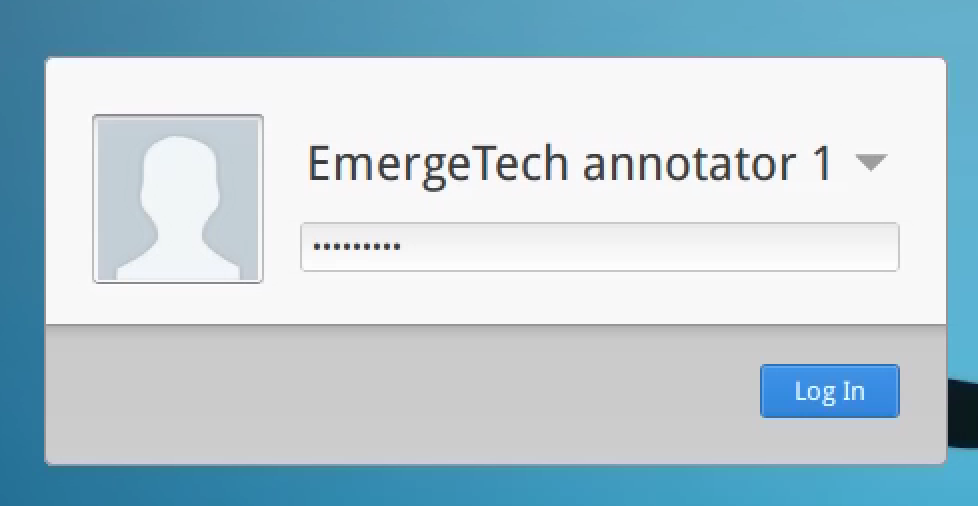 EmergeTech annotator 1
•••••••••
Log In